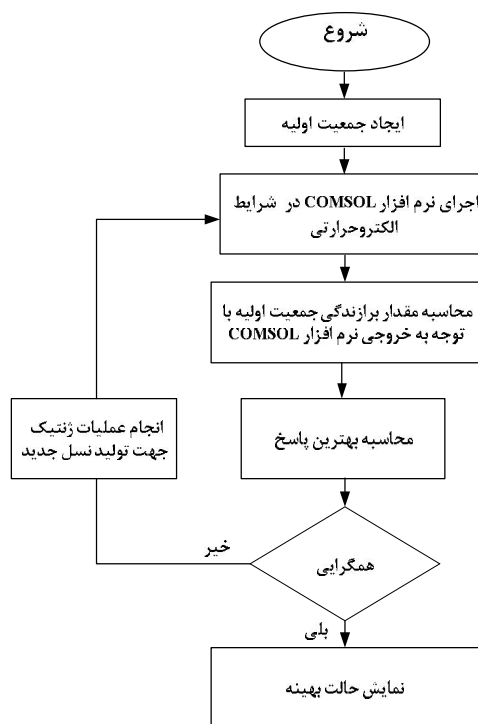 شروع
ایجاد جمعیت اولیه
اجرای نرم افزار COMSOL در شرایط
الکتروحرارتی
محاسبه مقدار برازندگی جمعیت اولیه با
توجه به خروجی نرم افزار COMSOL
محاسبه بهترین پاسخ
انجام عملیات ژنتیک
جهت تولید نسل جدید
همگرایی
خیر
بلی
نمایش حالت بهینه